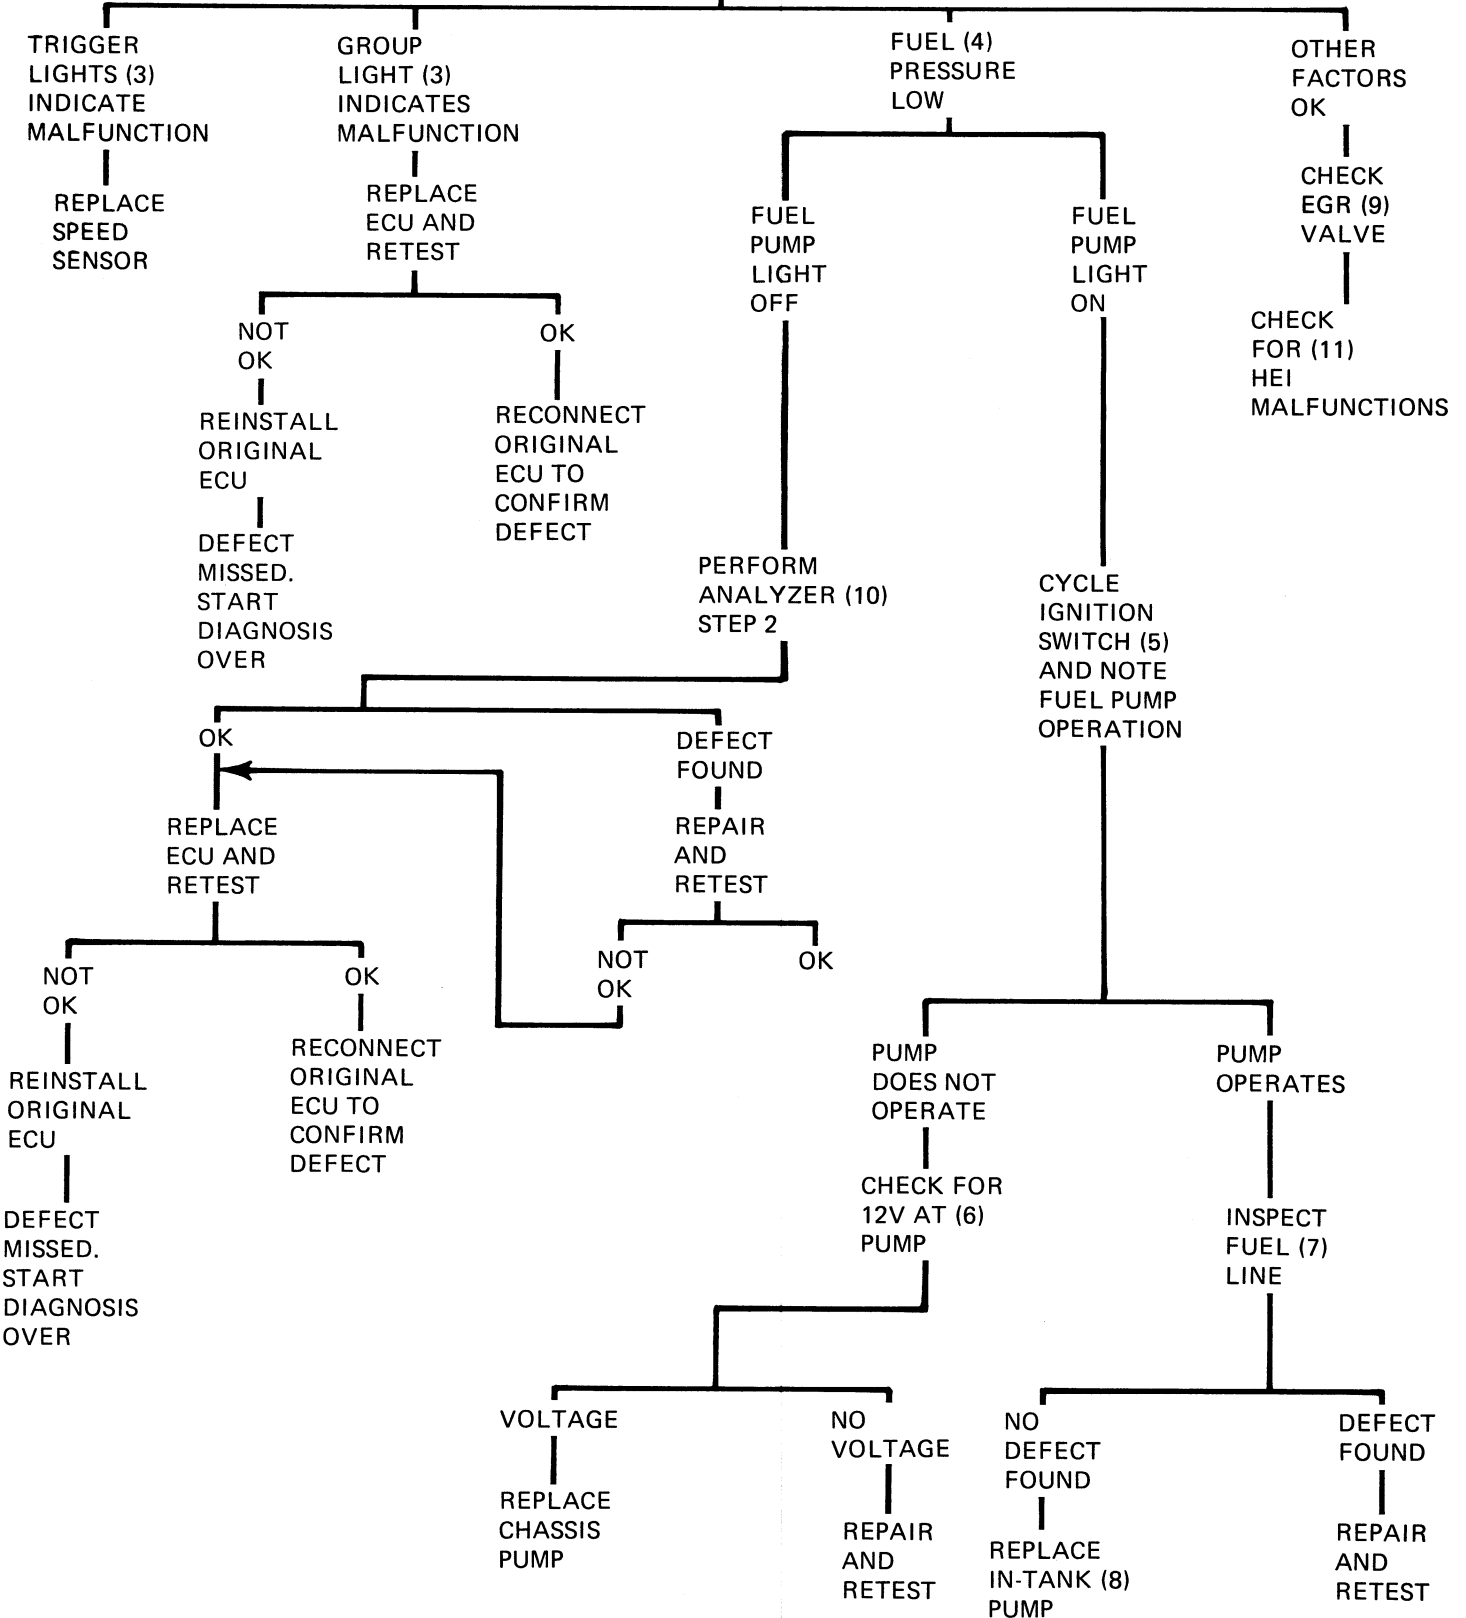 TRIGGER
LIGHTS (3)
INDICATE
MALFUNCTION
REPLACE
SPEED
SENSOR
GROUP
LIGHT (3)
INDICATES
MALFUNCTION
REPLACE
ECU AND
RETEST
NOT
OK
REINSTALL
ORIGINAL
ECU
DEFECT
MISSED.
START
DIAGNOSIS
OVER
OK
RECONNECT
ORIGINAL
ECU TO
CONFIRM
DEFECT
FUEL (4)
PRESSURE
LOW
FUEL
PUMP
LIGHT
OFF
PERFORM
ANALYZER (10)
STEP 2
OK
REPLACE
ECU AND
RETEST
NOT
OK
REINSTALL
ORIGINAL
ECU
DEFECT
MISSED.
START
DIAGNOSIS
OVER
OK
RECONNECT
ORIGINAL
ECU TO
CONFIRM
DEFECT
DEFECT
FOUND
REPAIR
AND
RETEST
NOT
OK
OK
FUEL
PUMP
LIGHT
ON
CYCLE
IGNITION
SWITCH (5)
AND NOTE
FUEL PUMP
OPERATION
PUMP
DOES NOT
OPERATE
CHECK FOR
12V AT (6)
PUMP
VOLTAGE
REPLACE
CHASSIS
PUMP
NO
VOLTAGE
REPAIR
AND
RETEST
PUMP
OPERATES
INSPECT
FUEL (7)
LINE
NO
DEFECT
FOUND
REPLACE
IN-TANK (8)
PUMP
DEFECT
FOUND
REPAIR
AND
RETEST
OTHER
FACTORS
OK
CHECK
EGR (9)
VALVE
CHECK
FOR (11)
HEI
MALFUNCTIONS